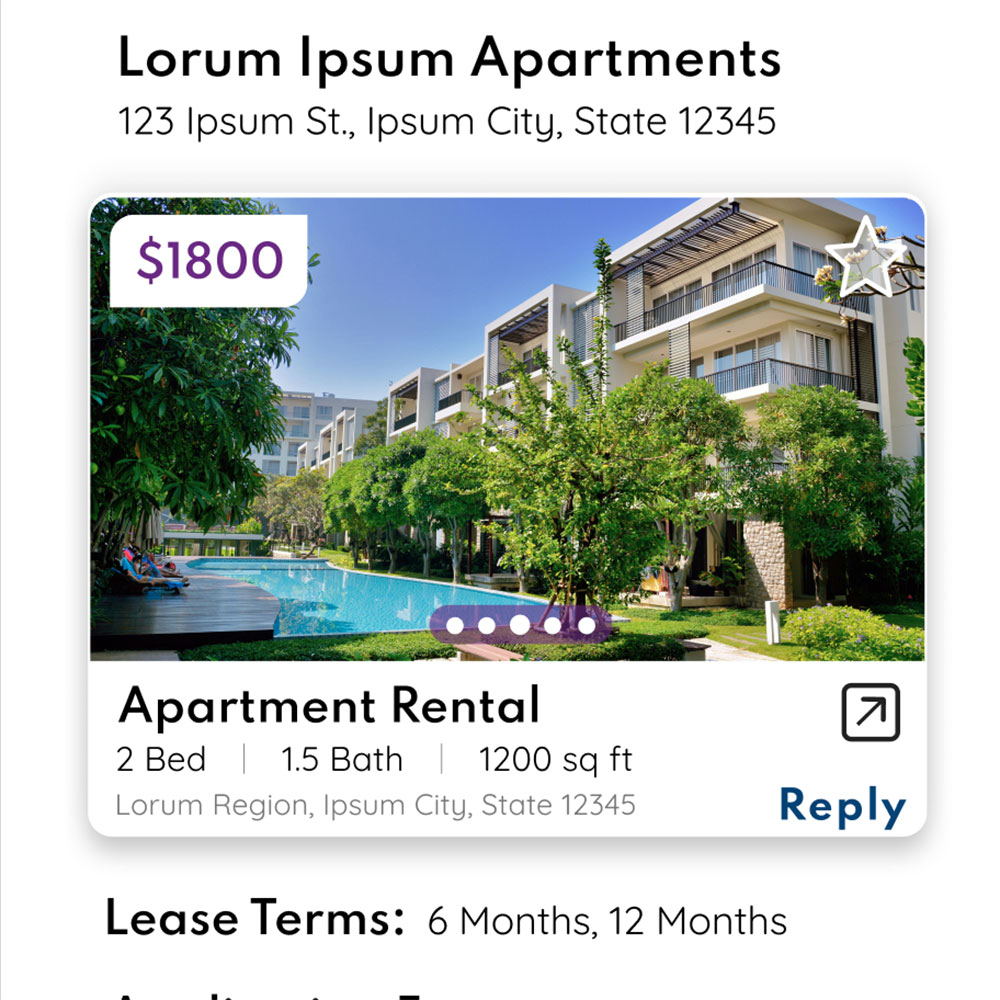 Lorum Ipsum Apartments
123 Ipsum St., Ipsum City, State 12345
$1800
Apartment Rental
2 Bed | 1.5 Bath | 1200 sq ft
Lorum Region, Ipsum City, State 12345
Reply
Lease Terms: 6 Months, 12 Months